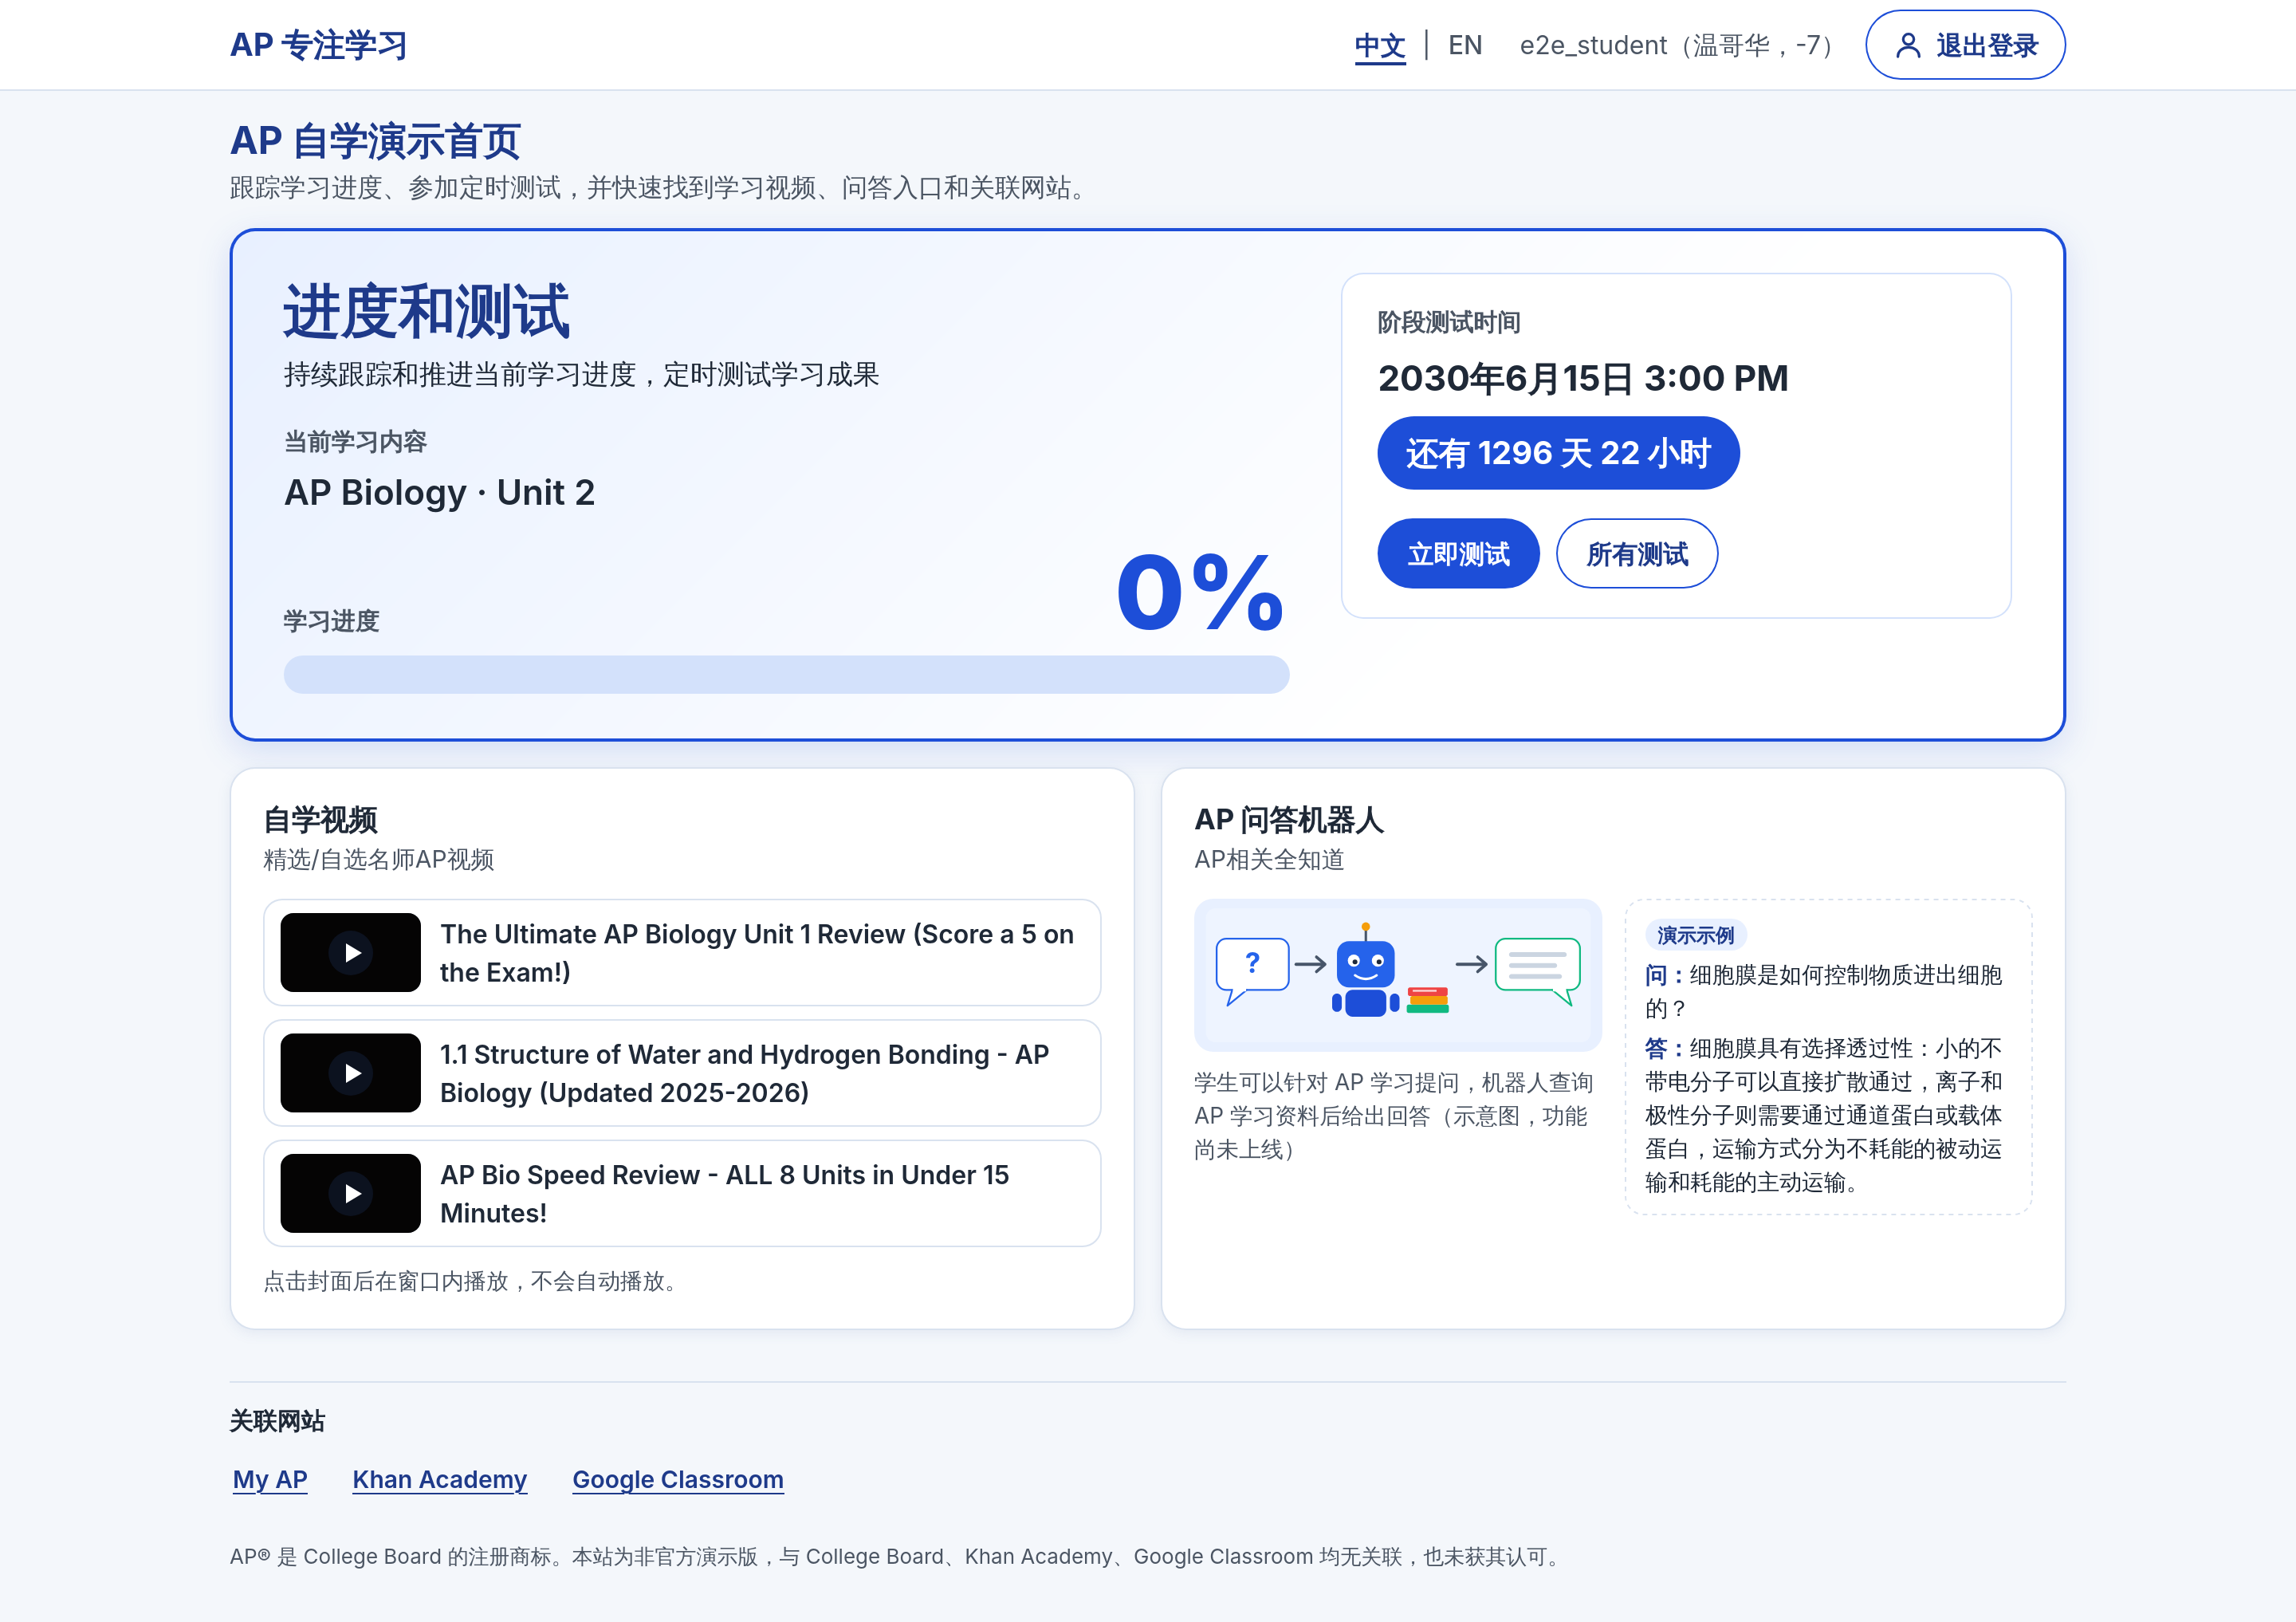 AP 专注学习
中文 | EN e2e_student（温哥华，-7） 退出登录
AP 自学演示首页
跟踪学习进度、参加定时测试，并快速找到学习视频、问答入口和关联网站。
进度和测试
持续跟踪和推进当前学习进度，定时测试学习成果
当前学习内容
AP Biology · Unit 2
学习进度
0%
阶段测试时间
2030年6月15日 3:00 PM
还有 1296 天 22 小时
立即测试 所有测试
自学视频
精选/自选名师AP视频
The Ultimate AP Biology Unit 1 Review (Score a 5 on
the Exam!)
1.1 Structure of Water and Hydrogen Bonding - AP
Biology (Updated 2025-2026)
AP Bio Speed Review - ALL 8 Units in Under 15
Minutes!
点击封面后在窗口内播放，不会自动播放。
AP 问答机器人
AP相关全知道
?
学生可以针对 AP 学习提问，机器人查询
AP 学习资料后给出回答（示意图，功能
尚未上线）
演示示例
问：细胞膜是如何控制物质进出细胞
的？
答：细胞膜具有选择透过性：小的不
带电分子可以直接扩散通过，离子和
极性分子则需要通过通道蛋白或载体
蛋白，运输方式分为不耗能的被动运
输和耗能的主动运输。
关联网站
My AP Khan Academy Google Classroom
AP® 是 College Board 的注册商标。本站为非官方演示版，与 College Board、Khan Academy、Google Classroom 均无关联，也未获其认可。